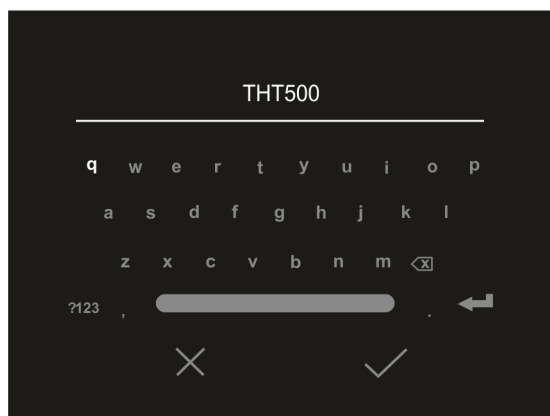 THT500
q w e r t y u i o p
a s d f g h j k l
z x c v b n m
?123 , .